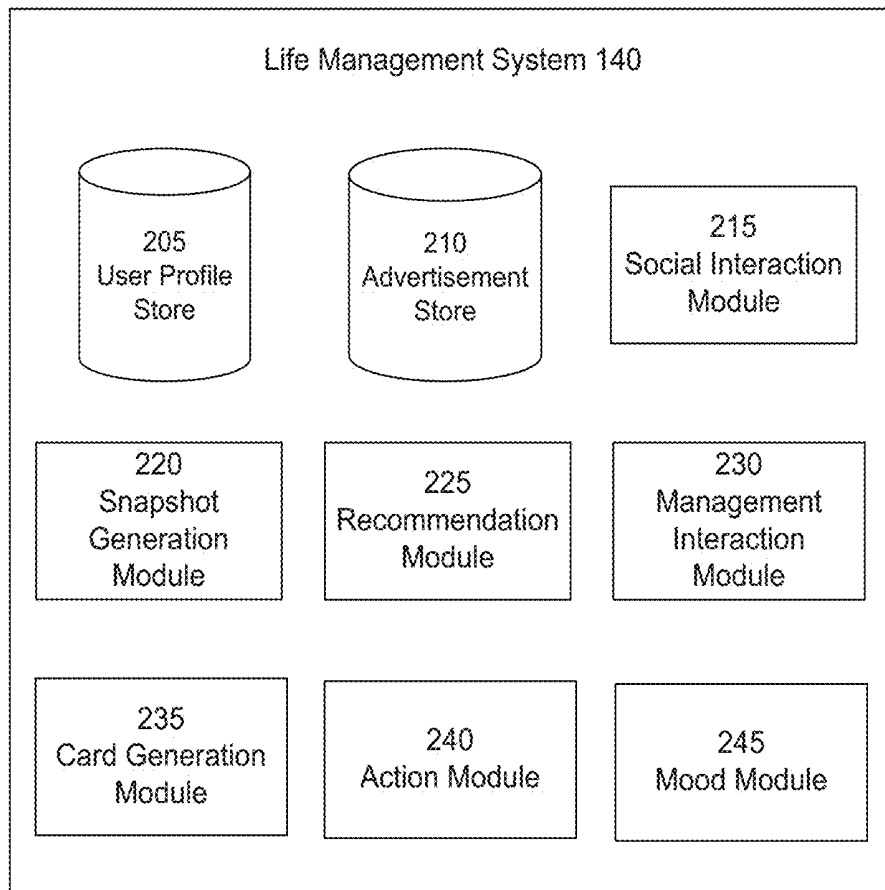 Life Management System 140
205
User Profile
Store
210
Advertisement
Store
215
Social Interaction
Module
220
Snapshot
Generation
Module
225
Recommendation
Module
230
Management
Interaction
Module
235
Card Generation
Module
240
Action Module
245
Mood Module